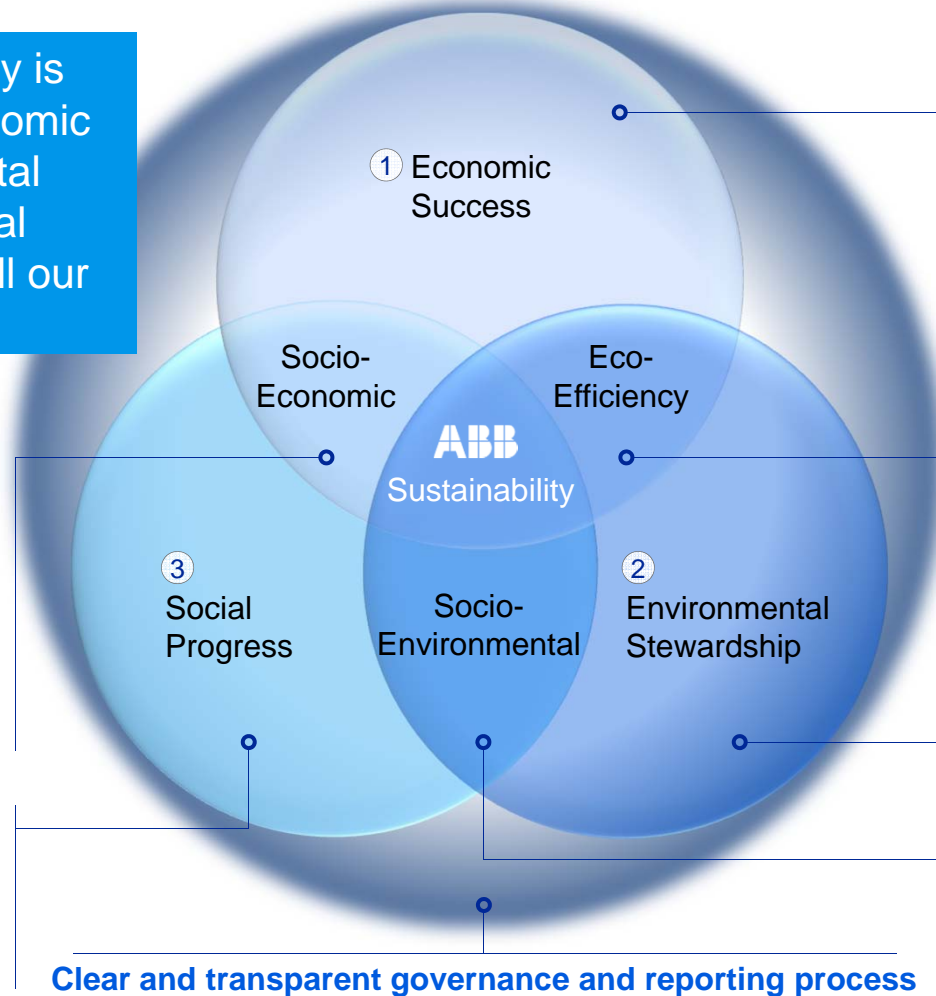 y is
omic
tal
al
ll our
1 Economic
Success
Socio-
Economic
Eco-
Efficiency
ABB
Sustainability
3
Social
Progress
Socio-
Environmental
2
Environmental
Stewardship
Clear and transparent governance and reporting process